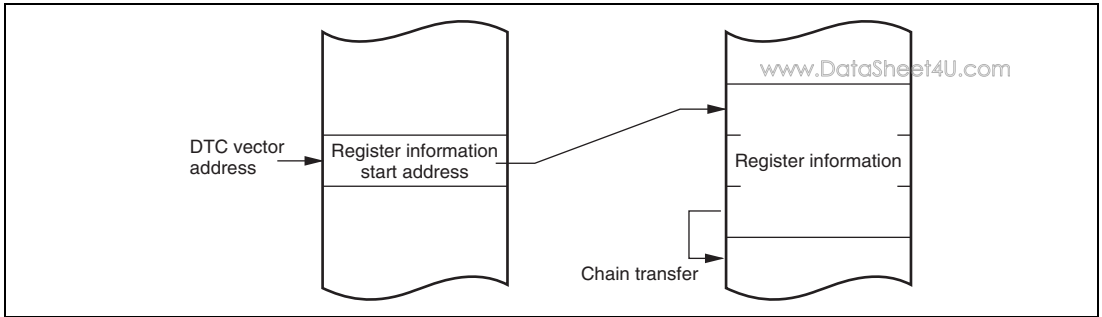 www.DataSheet4U.com
DTC vector
address
Register information
start address
Register information
Chain transfer